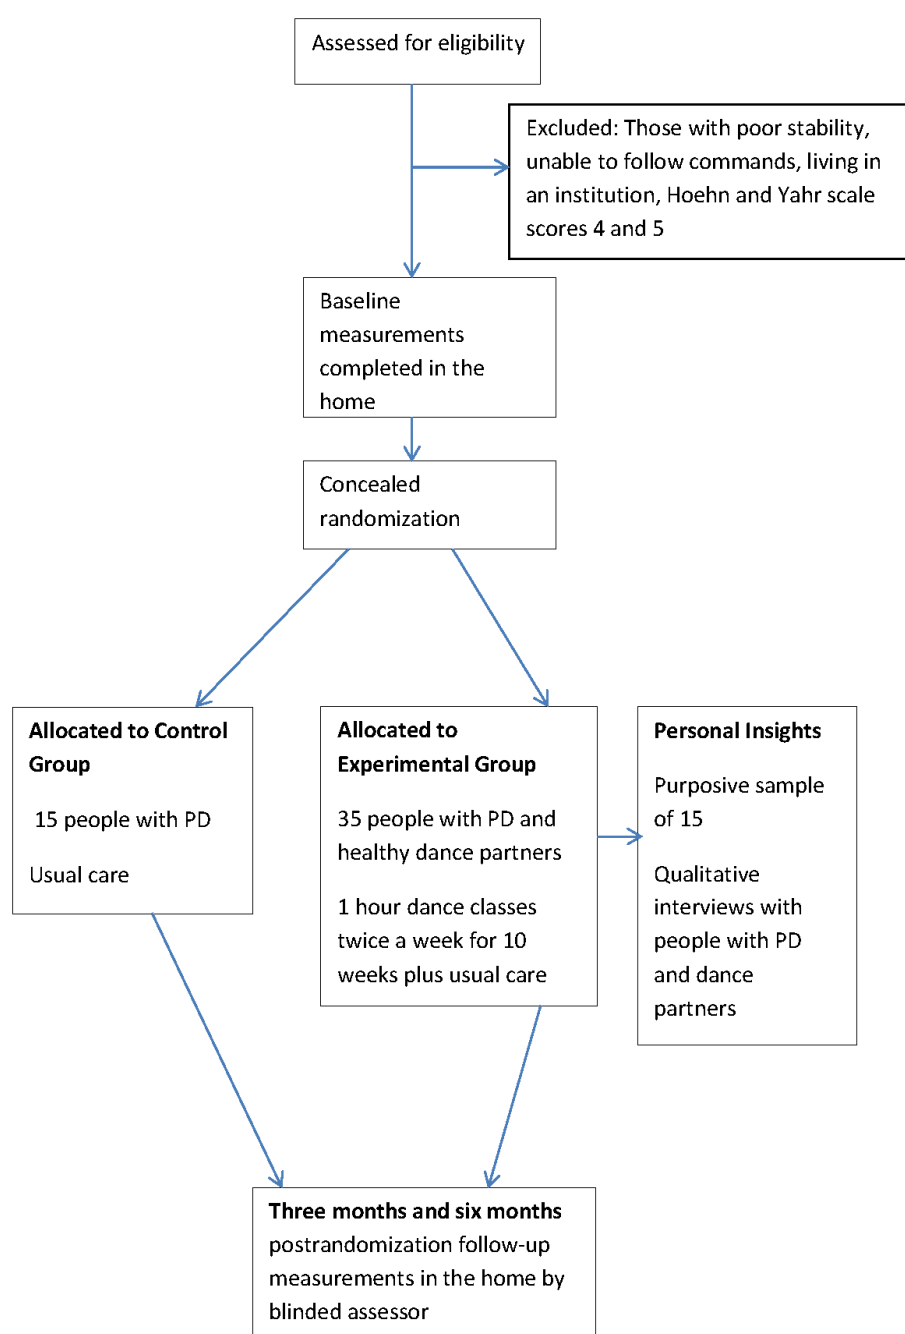 Assessed for eligibility
Excluded: Those with poor stability,
unable to follow commands, living in
an institution, Hoehn and Yahr scale
scores 4 and 5
Baseline
measurements
completed in the
home
Concealed
randomization
Allocated to Control
Group
15 people with PD
Usual care
Allocated to
Experimental Group
35 people with PD and
healthy dance partners
1 hour dance classes
twice a week for 10
weeks plus usual care
Personal Insights
Purposive sample
of 15
Qualitative
interviews with
people with PD
and dance
partners
Three months and six months
postrandomization follow-up
measurements in the home by
blinded assessor